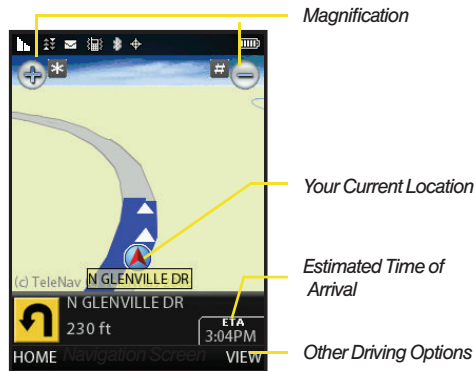 Magnification
* #
Your Current Location
(c) TeleNav N GLENVILLE DR
Estimated Time of
Arrival
N GLENVILLE DR
230 ft
ETA
3:04PM
HOME Navigation Screen VIEW
Other Driving Options